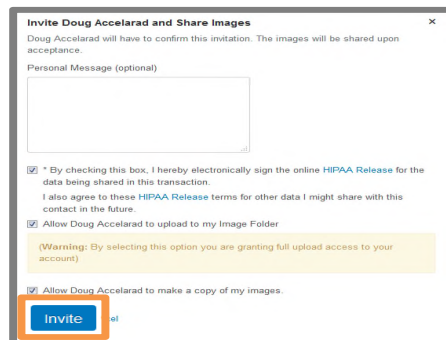 Invite Doug Accelarad and Share Images ×
Doug Accelarad will have to confirm this invitation. The images will be shared upon
acceptance.
Personal Message (optional)
* By checking this box, I hereby electronically sign the online HIPAA Release for the
data being shared in this transaction.
I also agree to these HIPAA Release terms for other data I might share with this
contact in the future.
Allow Doug Accelarad to upload to my Image Folder
(Warning: By selecting this option you are granting full upload access to your
account)
Allow Doug Accelarad to make a copy of my images.
Invite el